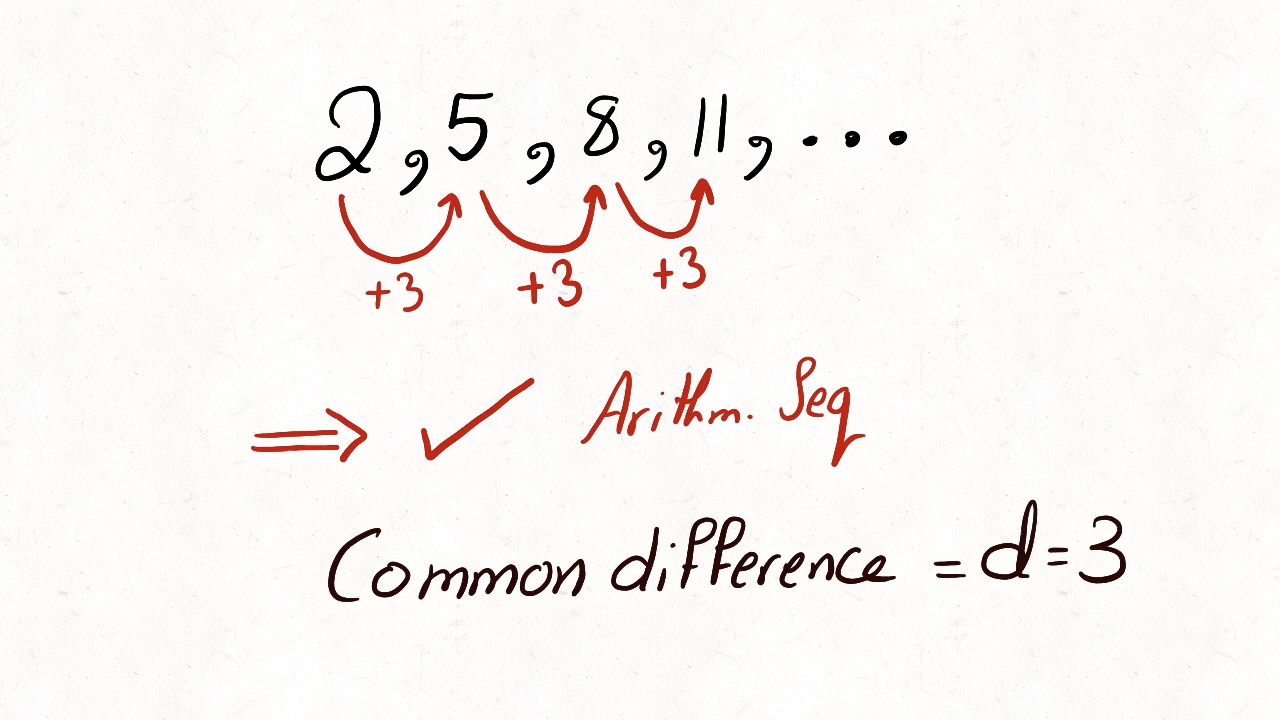 2, 5, 8, 11, ...
+3 +3 +3
⇒ ✓ Arithm. Seq
Common difference = d = 3